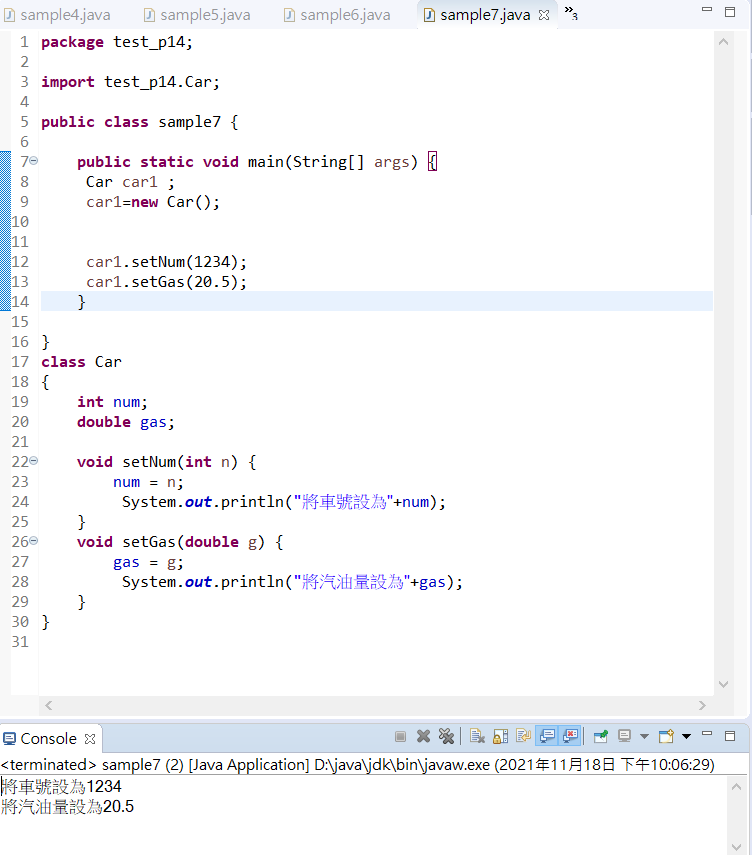 sample4.java sample5.java sample6.java sample7.java »3
1 package test_p14;
2
3 import test_p14.Car;
4
5 public class sample7 {
6
7 public static void main(String[] args) {
8 Car car1 ;
9 car1=new Car();
10
11
12 car1.setNum(1234);
13 car1.setGas(20.5);
14 }
15
16 }
17 class Car
18 {
19 int num;
20 double gas;
21
22 void setNum(int n) {
23 num = n;
24 System.out.println("將車號設為"+num);
25 }
26 void setGas(double g) {
27 gas = g;
28 System.out.println("將汽油量設為"+gas);
29 }
30 }
31
Console
<terminated> sample7 (2) [Java Application] D:\java\jdk\bin\javaw.exe (2021年11月18日 下午10:06:29)
將車號設為1234
將汽油量設為20.5